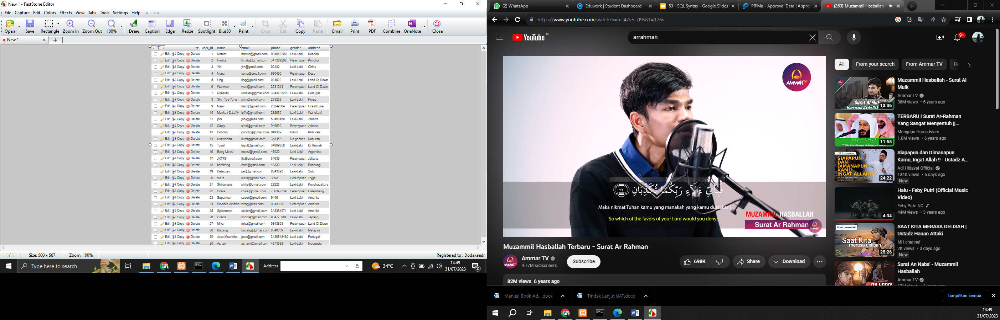 New 1 - FastStone Editor
File Capture Edit Colors Effects View Tabs Tools Settings Help
Open Save Rectangle Zoom In Zoom Out 100% Draw Caption Edge Resize Spotlight Blur50 Paint Crop Cut Copy Paste Email Print PDF Combine OneNote Close
New 1
user_id name email phone gender address
Edit Copy Delete 1 Naruto naruto@gmail.com 084043209 Laki-Laki Konoha
Edit Copy Delete 2 Hinata hinata@gmail.com 347389202 Perempuan Konoha
Edit Copy Delete 3 Yin yin@gmail.com 09430 Laki-Laki China
Edit Copy Delete 4 Nona nona@gmail.com 930490 Perempuan Desa
Edit Copy Delete 5 Ling ling@gmail.com 034022 Laki-Laki Land Of Dawn
Edit Copy Delete 6 Wanwan wan@gmail.com 2231213 Perempuan Land Of Dawn
Edit Copy Delete 7 Ronaldo ronaldo@gmail.com 304320320 Laki-Laki Portugal
Edit Copy Delete 8 Shin Tae Yong shin@gmail.com 233232 Laki-Laki Korea
Edit Copy Delete 9 Nami nami@gmail.com 23249304 Perempuan Grand Line
Edit Copy Delete 10 Monkey D.Luffy luffy@gmail.com 232930 Laki-Laki Wanokuni
Edit Copy Delete 11 joni joni@gmail.com 58458459 Laki-Laki Jakarta
Edit Copy Delete 12 Cindy cindi@gmail.com 949590 Perempuan Jakarta
Edit Copy Delete 13 Pocong pocong@gmail.com 049309 Banci Kuburan
Edit Copy Delete 14 Kuntilanan kunti@gmail.com 343453 No gender Kuburan
Edit Copy Delete 15 Tuyul tuyul@gmail.com 34899358 Laki-Laki Di Rumah
Edit Copy Delete 16 Bang Messi messi@gmail.com 43920 Laki-Laki Argentina
Edit Copy Delete 17 JKT48 jkt@gmail.com 34939 Perempuan Jakarta
Edit Copy Delete 18 bambang bam@gmail.com 48330 Laki-Laki Bandung
Edit Copy Delete 19 Peterpan per@gmail.com 8343893 Laki-Laki Solo
Edit Copy Delete 20 Viera viera@gmail.com 3898 Perempuan Jogja
Edit Copy Delete 21 Shikamaru shika@gmail.com 23223 Laki-Laki Konohagakure
Edit Copy Delete 22 Chika chika@gmail.com 738347334 Perempuan Palembang
Edit Copy Delete 23 Superman super@gmail.com 5445 Laki-Laki Amerika
Edit Copy Delete 24 Wonder Woman wm@gmail.com 03438001 Perempuan Amerika
Edit Copy Delete 25 Spiderman spider@gmail.com 348384271 Laki-Laki Amerika
Edit Copy Delete 26 Honda honda@gmail.com 934773984 Laki-Laki Jepang
Edit Copy Delete 27 Miya miya@gmail.com 0843893 Perempuan Land Of Down
Edit Copy Delete 28 Badang badang@gmail.com 8348309 Laki-Laki Malaysia
Edit Copy Delete 29 Jose Mourinho jose@gmail.com 3489843489 Laki-Laki Portugal
Edit Copy Delete 30 Asnawi asnawi@gmail.com 4373938 Laki-Laki Indonesia
1 / 1 Size: 500 x 567 Zoom: 100% Registered to : Dodakaedr
Type here to search Address 34°C 14:49
31/07/2023 2
(2) WhatsApp Eduwork | Student Dashboard 53 - SQL Syntax - Google Slides PRiMa - Approval Data | Approv (263) Muzammil Hasballah
https://www.youtube.com/watch?v=m_47v5-7I9s&t=126s
YouTube ID arrahman 9+
AMMAR TV
فَبِأَيِّ ءَالَآءِ رَبِّكُمَا تُكَذِّبَانِ ٣٢
Maka nikmat Tuhan kamu yang manakah yang kamu dustakan?
So which of the favors of your Lord would you deny?
MUZAMMIL HASBALLAH
Surat Ar Rahman
Muzammil Hasballah Terbaru - Surat Ar Rahman
Ammar TV
4.77M subscribers
Subscribe 698K Share Download
82M views 6 years ago
All From your search From Ammar TV Re
Surat Al Mulk
Muzammil Hasballah
13:36
Muzammil Hasballah - Surat Al
Mulk
Ammar TV
36M views • 6 years ago
11:55
TERBARU ! Surat Ar-Rahman
Yang Sangat Menyentuh ||...
Mengapa Harus Islam
1.8M views • 6 years ago
SIAPAPUN
DAN
DIMANAPUN
KAMU
INGAT ALLAH!!!
24:22
Siapapun dan Dimanapun
Kamu, Ingat Allah !! - Ustadz A...
Adi Hidayat Official
134K views • 6 days ago
New
4:34
Halu - Feby Putri (Official Music
Video)
Feby Putri NC
44M views • 3 years ago
Ustadz Hanan Attaki
Saat Kita
merasa gelisah
25:26
SAAT KITA MERASA GELISAH |
Ustadz Hanan Attaki
MH channel
2K views • 3 days ago
New
Surat An Naba' - Muzammil
Hasballah
Ammar TV
Manual Book Ad....docx Tindak Lanjut UAT.docx Tampilkan semua
14:49
31/07/2023